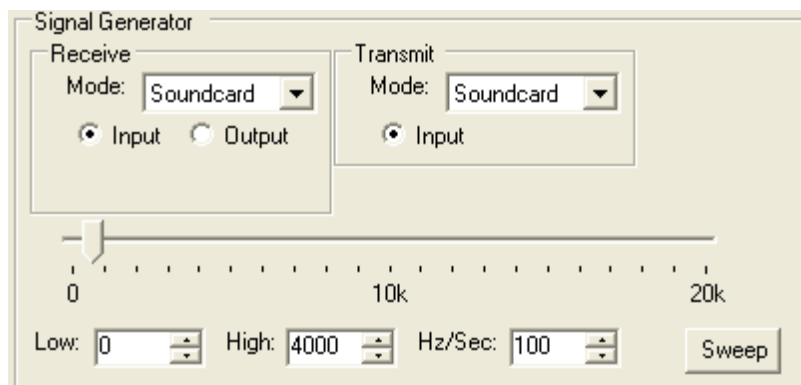 Signal Generator
Receive
Transmit
Mode: Soundcard
Mode: Soundcard
Input Output
Input
0 10k 20k
Low: 0 High: 4000 Hz/Sec: 100 Sweep